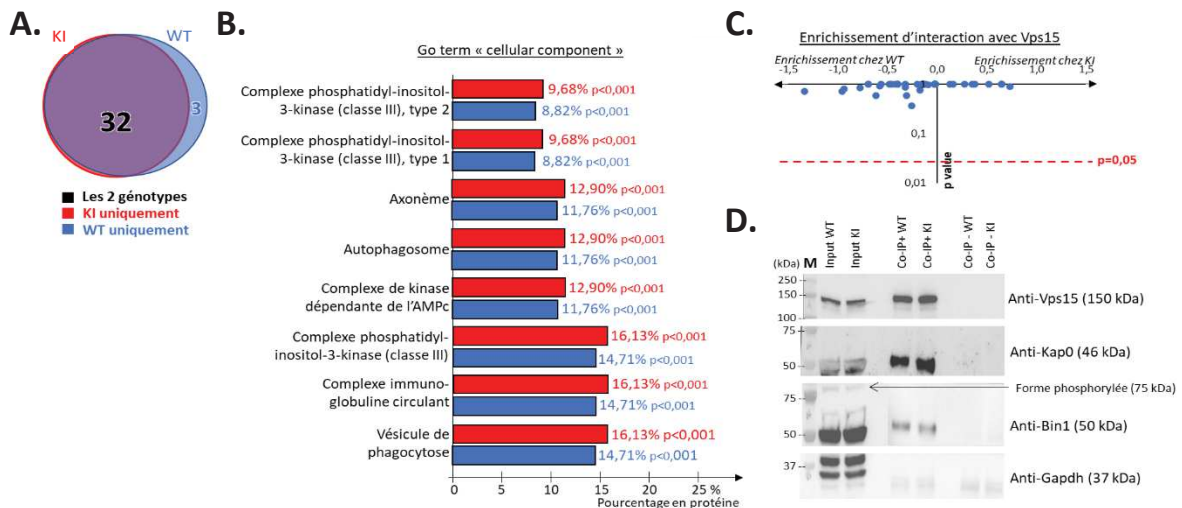 A.
KI
WT
32
3
Les 2 génotypes
KI uniquement
WT uniquement
B.
Go term « cellular component »
Complexe phosphatidyl-inositol-
3-kinase (classe III), type 2
9,68% p<0,001
8,82% p<0,001
Complexe phosphatidyl-inositol-
3-kinase (classe III), type 1
9,68% p<0,001
8,82% p<0,001
Axonème
12,90% p<0,001
11,76% p<0,001
Autophagosome
12,90% p<0,001
11,76% p<0,001
Complexe de kinase
dépendante de l'AMPc
12,90% p<0,001
11,76% p<0,001
Complexe phosphatidyl-
inositol-3-kinase (classe III)
16,13% p<0,001
14,71% p<0,001
Complexe immuno-
globuline circulant
16,13% p<0,001
14,71% p<0,001
Vésicule de
phagocytose
16,13% p<0,001
14,71% p<0,001
0 5 10 15 20 25 %
Pourcentage en protéine
C.
Enrichissement d'interaction avec Vps15
Enrichissement chez WT
Enrichissement chez KI
-1,5 -1,0 -0,5 0,0 0,5 1,0 1,5
1
0,1
0,01
p value
p=0,05
D.
(kDa) M Input WT Input KI Co-IP+ WT Co-IP+ KI Co-IP - WT Co-IP - KI
250
150
100
Anti-Vps15 (150 kDa)
75
50
Anti-Kap0 (46 kDa)
Forme phosphorylée (75 kDa)
75
50
Anti-Bin1 (50 kDa)
37
Anti-Gapdh (37 kDa)